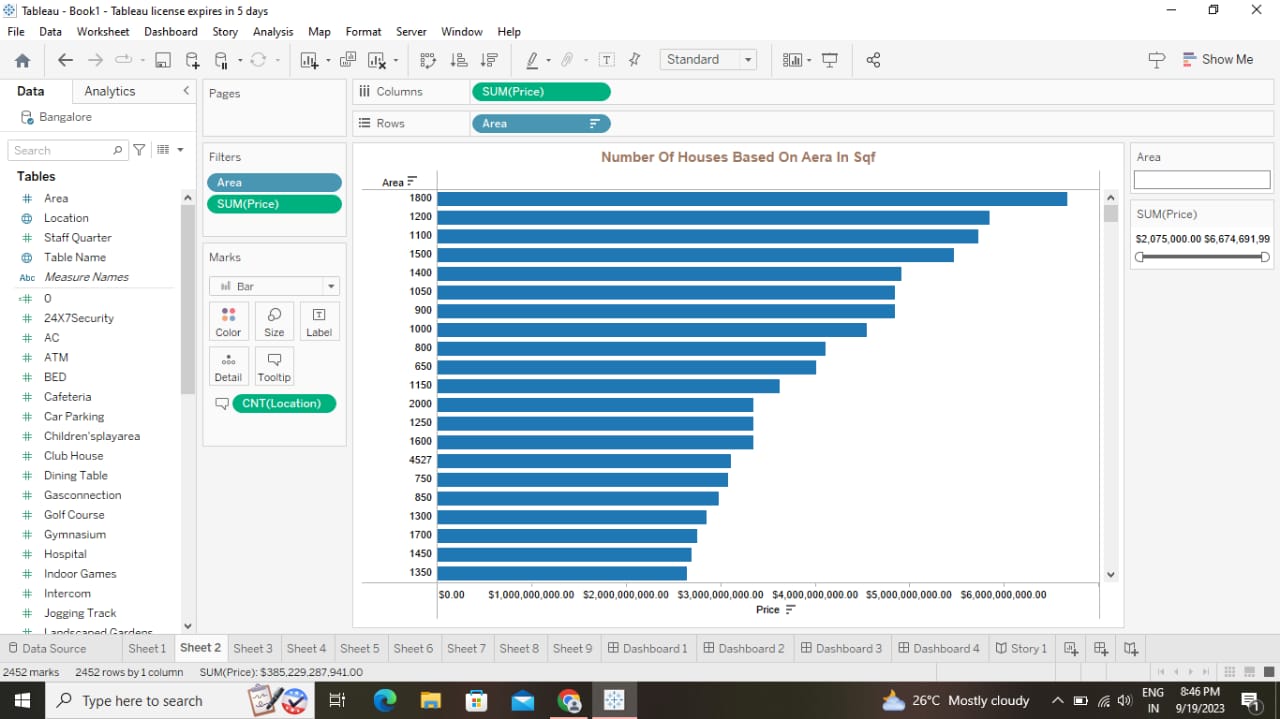 Tableau - Book1 - Tableau license expires in 5 days
File Data Worksheet Dashboard Story Analysis Map Format Server Window Help
Standard
Show Me
Data Analytics
Bangalore
Search
Tables
Area
Location
Staff Quarter
Table Name
Abc Measure Names
0
24X7Security
AC
ATM
BED
Cafeteria
Car Parking
Children'splayarea
Club House
Dining Table
Gasconnection
Golf Course
Gymnasium
Hospital
Indoor Games
Intercom
Jogging Track
Landscaped Gardens
Pages
Filters
Area
SUM(Price)
Marks
Bar
Color Size Label
Detail Tooltip
CNT(Location)
Columns SUM(Price)
Rows Area
Number Of Houses Based On Aera In Sqf
Area
1800
1200
1100
1500
1400
1050
900
1000
800
650
1150
2000
1250
1600
4527
750
850
1300
1700
1450
1350
$0.00 $1,000,000,000.00 $2,000,000,000.00 $3,000,000,000.00 $4,000,000,000.00 $5,000,000,000.00 $6,000,000,000.00
Price
Area
SUM(Price)
$2,075,000.00 $6,674,691,99
Data Source Sheet 1 Sheet 2 Sheet 3 Sheet 4 Sheet 5 Sheet 6 Sheet 7 Sheet 8 Sheet 9 Dashboard 1 Dashboard 2 Dashboard 3 Dashboard 4 Story 1
2452 marks 2452 rows by 1 column SUM(Price): $385,229,287,941.00
Type here to search
26°C Mostly cloudy
ENG
IN
8:46 PM
9/19/2023
1